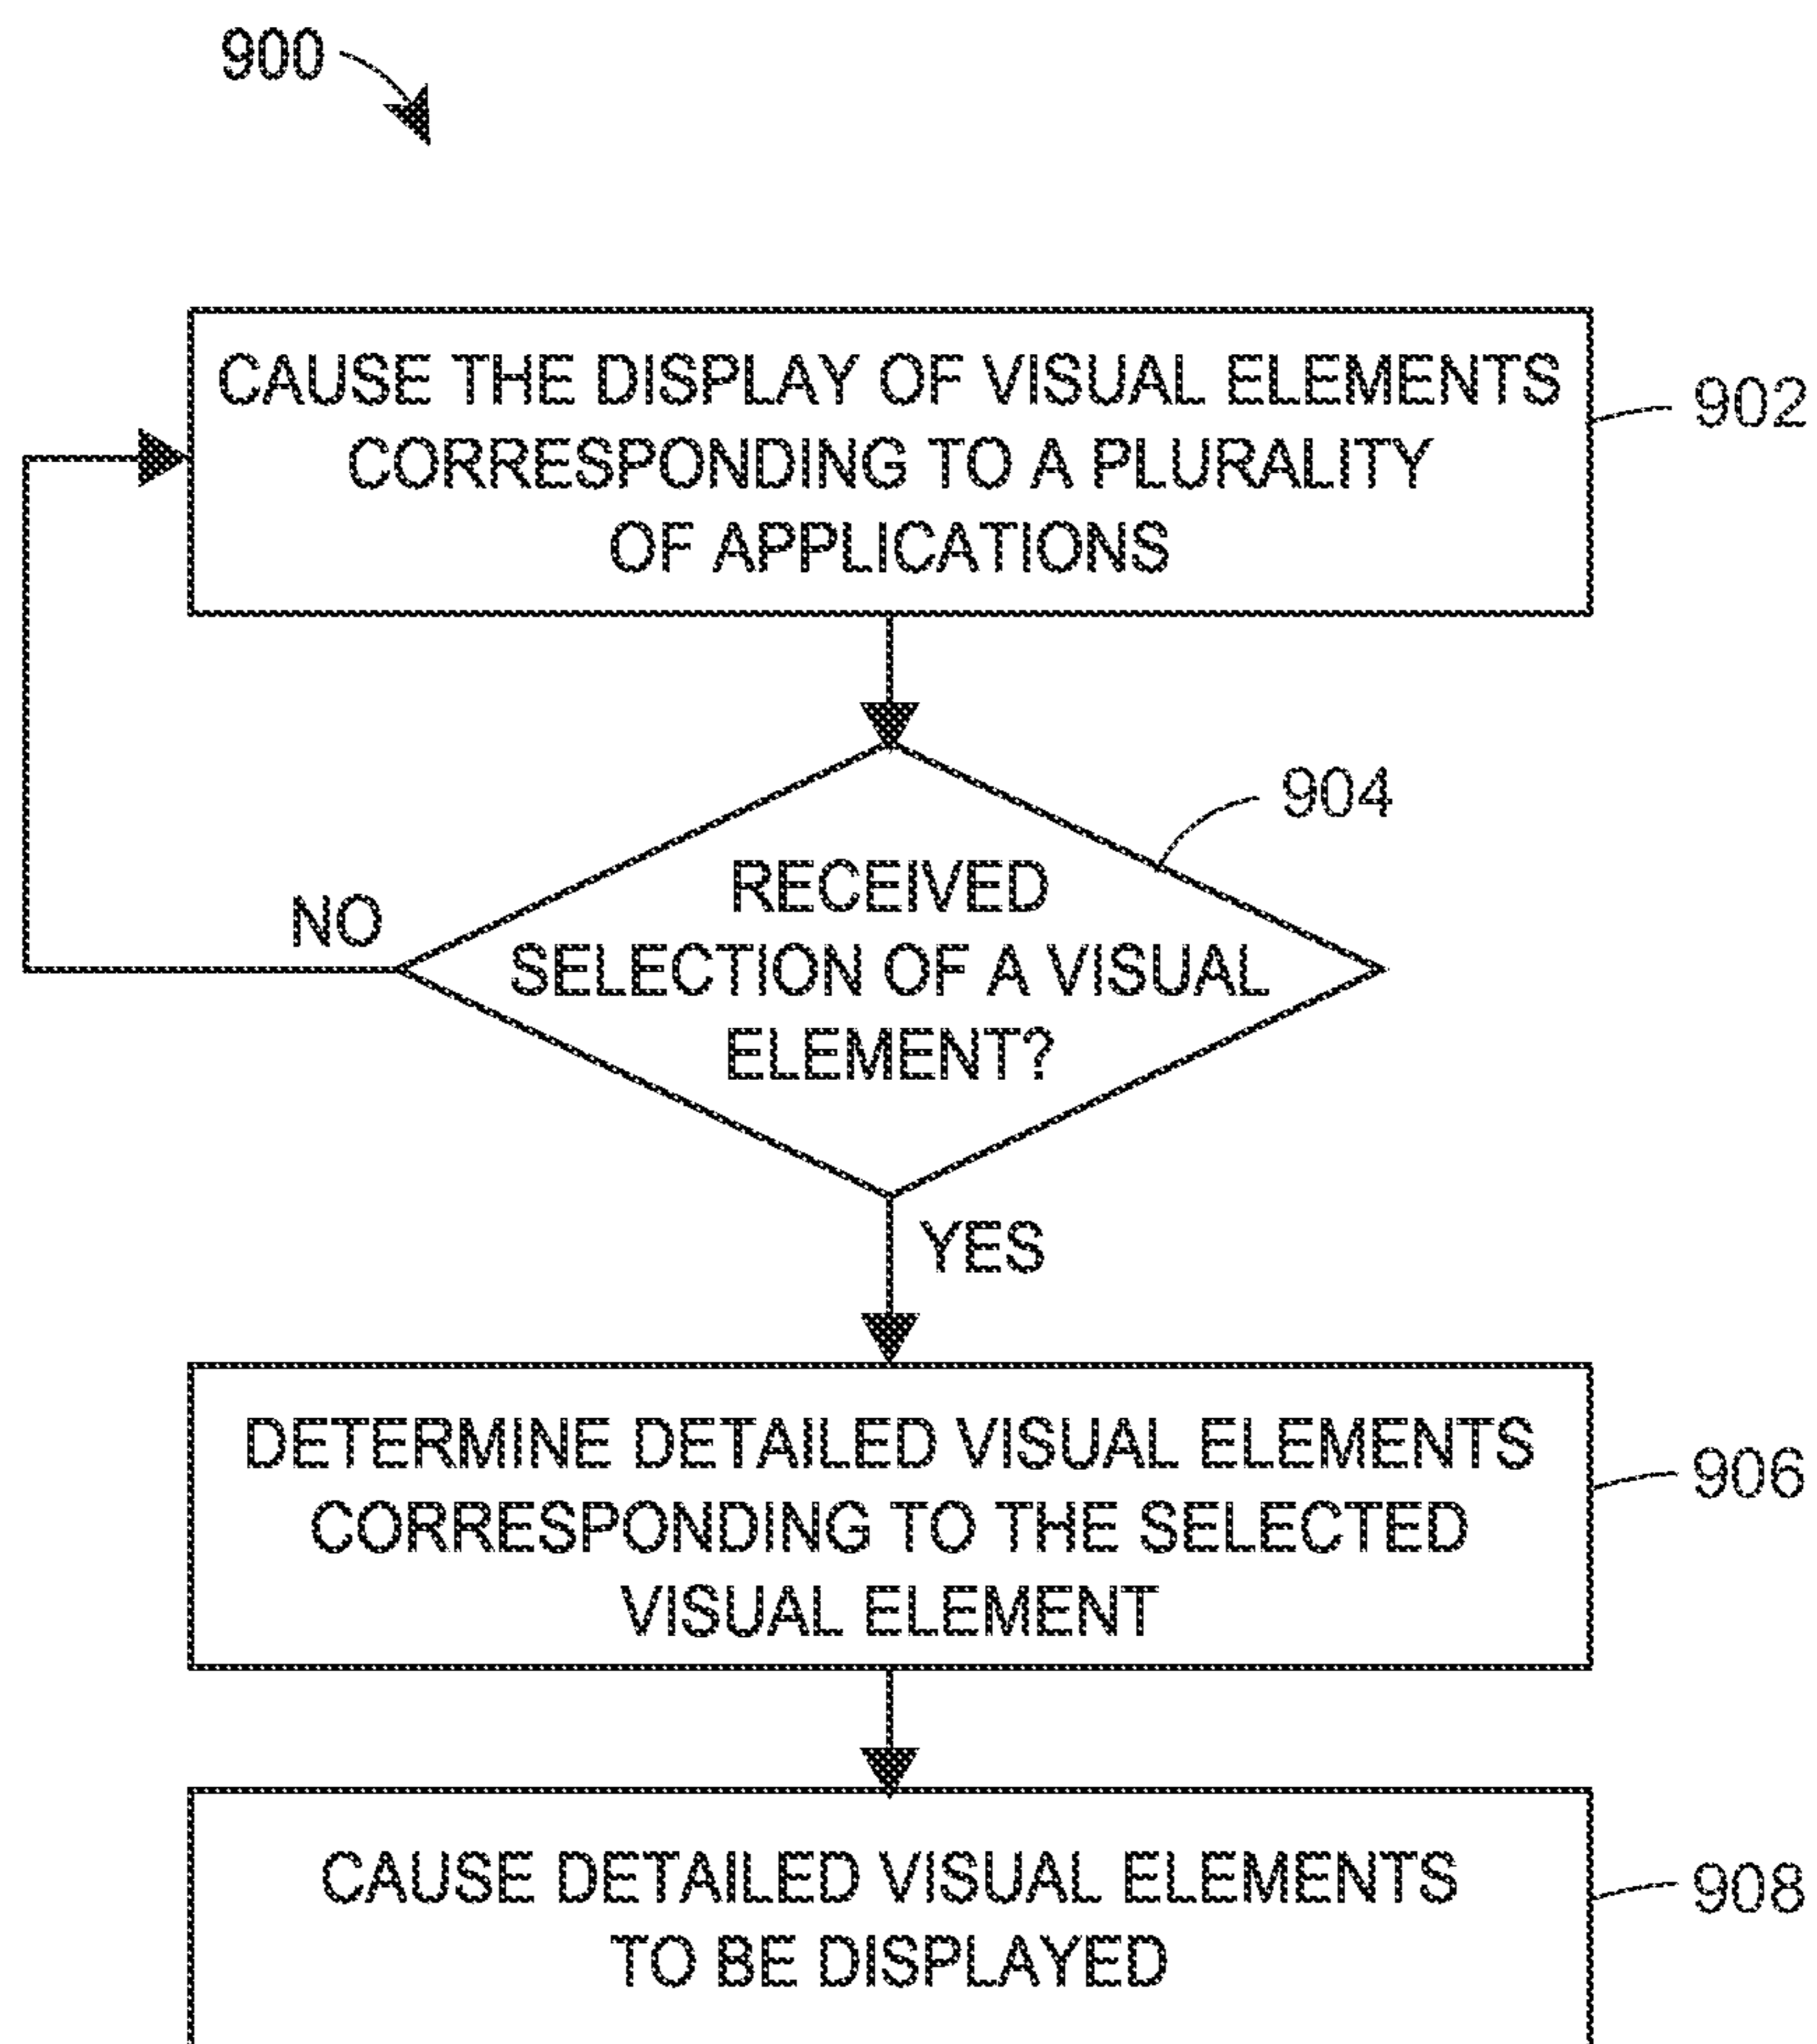 900
CAUSE THE DISPLAY OF VISUAL ELEMENTS
CORRESPONDING TO A PLURALITY
OF APPLICATIONS
902
904
RECEIVED
SELECTION OF A VISUAL
ELEMENT?
NO
YES
DETERMINE DETAILED VISUAL ELEMENTS
CORRESPONDING TO THE SELECTED
VISUAL ELEMENT
906
CAUSE DETAILED VISUAL ELEMENTS
TO BE DISPLAYED
908